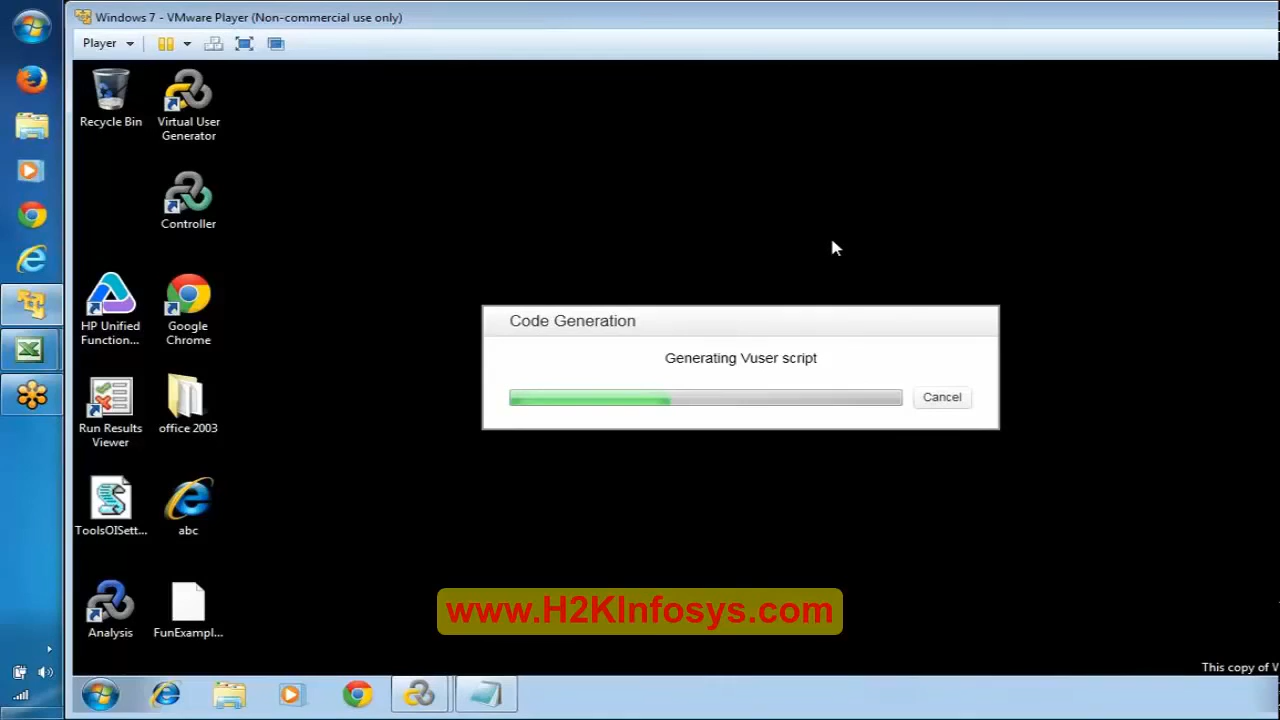 Windows 7 - VMware Player (Non-commercial use only)
Player
Recycle Bin
Virtual User
Generator
Controller
HP Unified
Function...
Google
Chrome
Code Generation
Generating Vuser script
Cancel
Run Results
Viewer
office 2003
ToolsOISett...
abc
Analysis
FunExampl...
www.H2KInfosys.com
This copy of W